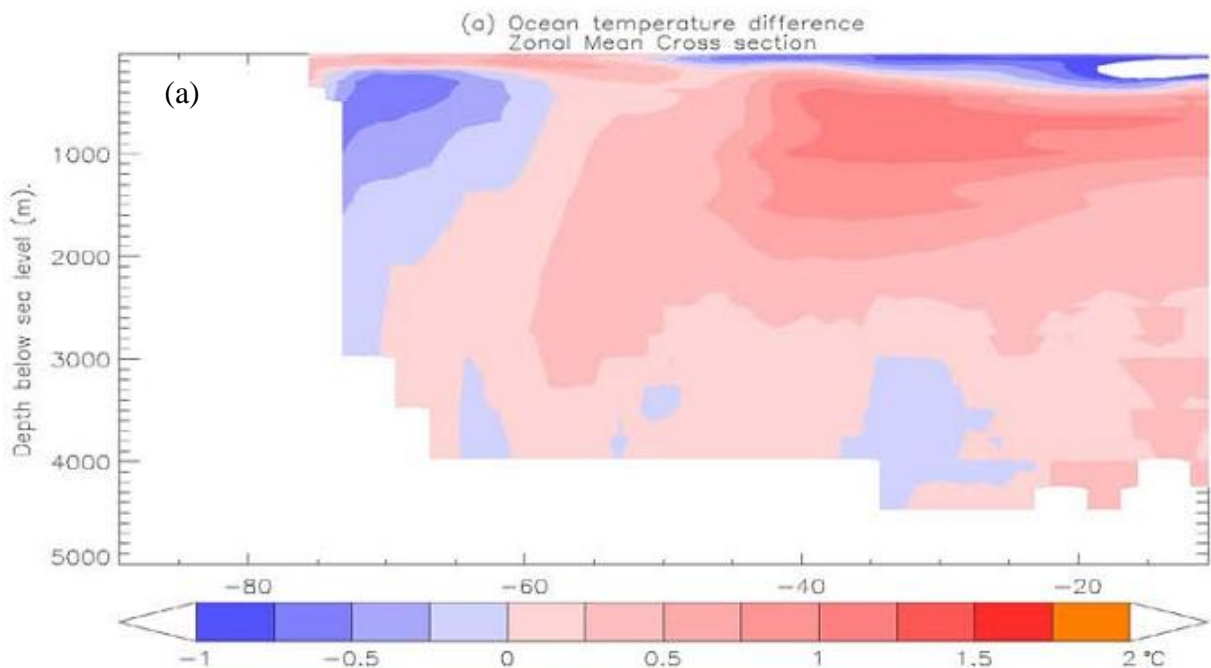 (a) Ocean temperature difference
Zonal Mean Cross section
(a)
Depth below sea level (m).
1000
2000
3000
4000
5000
-80 -60 -40 -20
-1 -0.5 0 0.5 1 1.5 2 °C